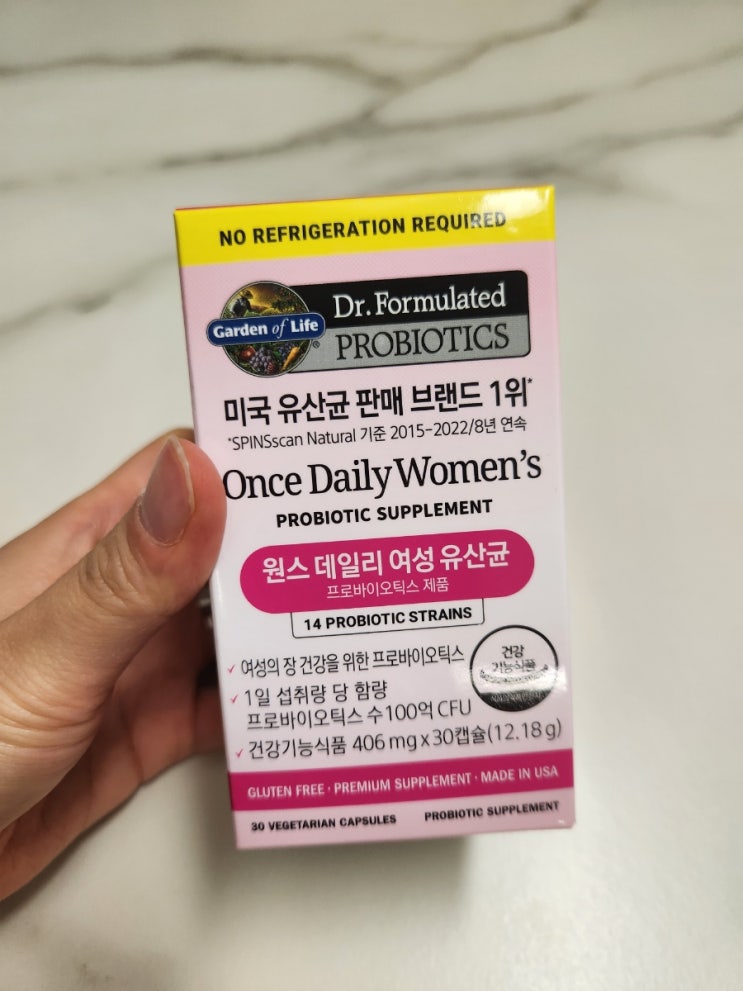 NO REFRIGERATION REQUIRED
Garden of Life®
Dr. Formulated
PROBIOTICS
미국 유산균 판매 브랜드 1위*
*SPINSscan Natural 기준 2015-2022/8년 연속
Once Daily Women's
PROBIOTIC SUPPLEMENT
원스 데일리 여성 유산균
프로바이오틱스 제품
14 PROBIOTIC STRAINS
✓ 여성의 장 건강을 위한 프로바이오틱스
✓ 1일 섭취량 당 함량
프로바이오틱스 수 100억 CFU
✓ 건강기능식품 406 mg x 30캡슐(12.18 g)
건강
기능식품
GLUTEN FREE · PREMIUM SUPPLEMENT · MADE IN USA
30 VEGETARIAN CAPSULES
PROBIOTIC SUPPLEMENT